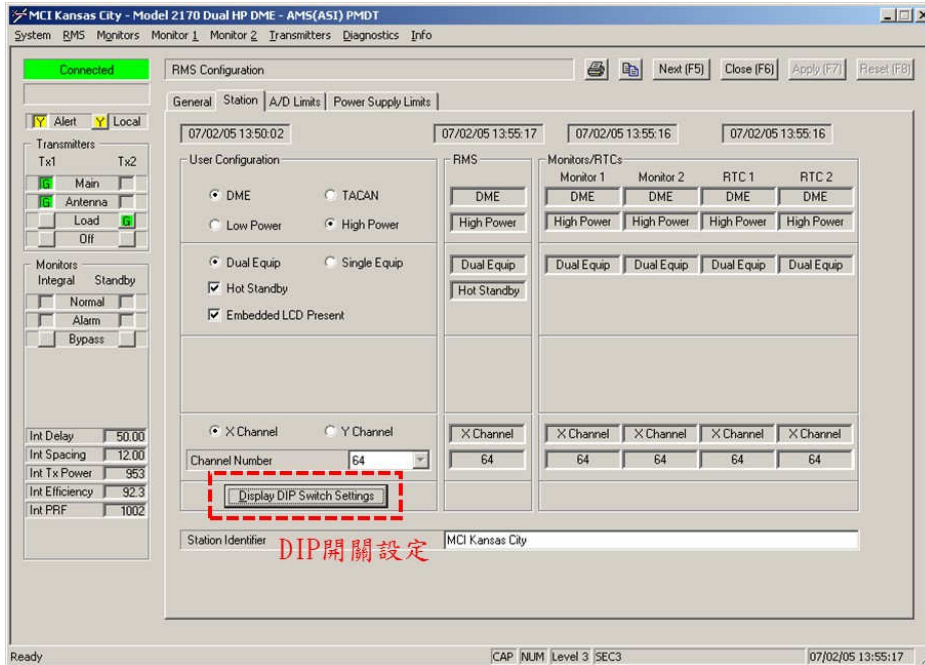 MCI Kansas City - Model 2170 Dual HP DME - AMS(ASI) PMDT
System RMS Monitors Monitor 1 Monitor 2 Transmitters Diagnostics Info
Connected
RMS Configuration
Next (F5) Close (F6) Apply (F7) Reset (F8)
General Station A/D Limits Power Supply Limits
Y Alert Y Local
07/02/05 13:50:02 07/02/05 13:55:17 07/02/05 13:55:16 07/02/05 13:55:16
Transmitters
Tx1 Tx2
G Main
G Antenna
Load G
Off
Monitors
Integral Standby
Normal
Alarm
Bypass
Int Delay 50.00
Int Spacing 12.00
Int Tx Power 953
Int Efficiency 92.3
Int PRF 1002
User Configuration RMS Monitors/RTCs
Monitor 1 Monitor 2 RTC 1 RTC 2
DME TACAN DME DME DME DME DME
Low Power High Power High Power High Power High Power High Power High Power
Dual Equip Single Equip Dual Equip Dual Equip Dual Equip Dual Equip Dual Equip
Hot Standby Hot Standby
Embedded LCD Present
X Channel Y Channel X Channel X Channel X Channel X Channel X Channel
Channel Number 64 64 64 64 64 64
Display DIP Switch Settings
Station Identifier MCI Kansas City
DIP開關設定
Ready CAP NUM Level 3 SEC3 07/02/05 13:55:17